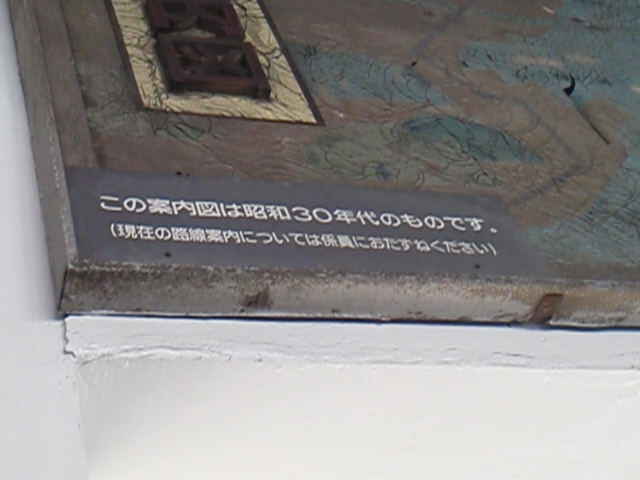 この案内図は昭和30年代のものです。
(現在の路線案内については係員におたずねください)